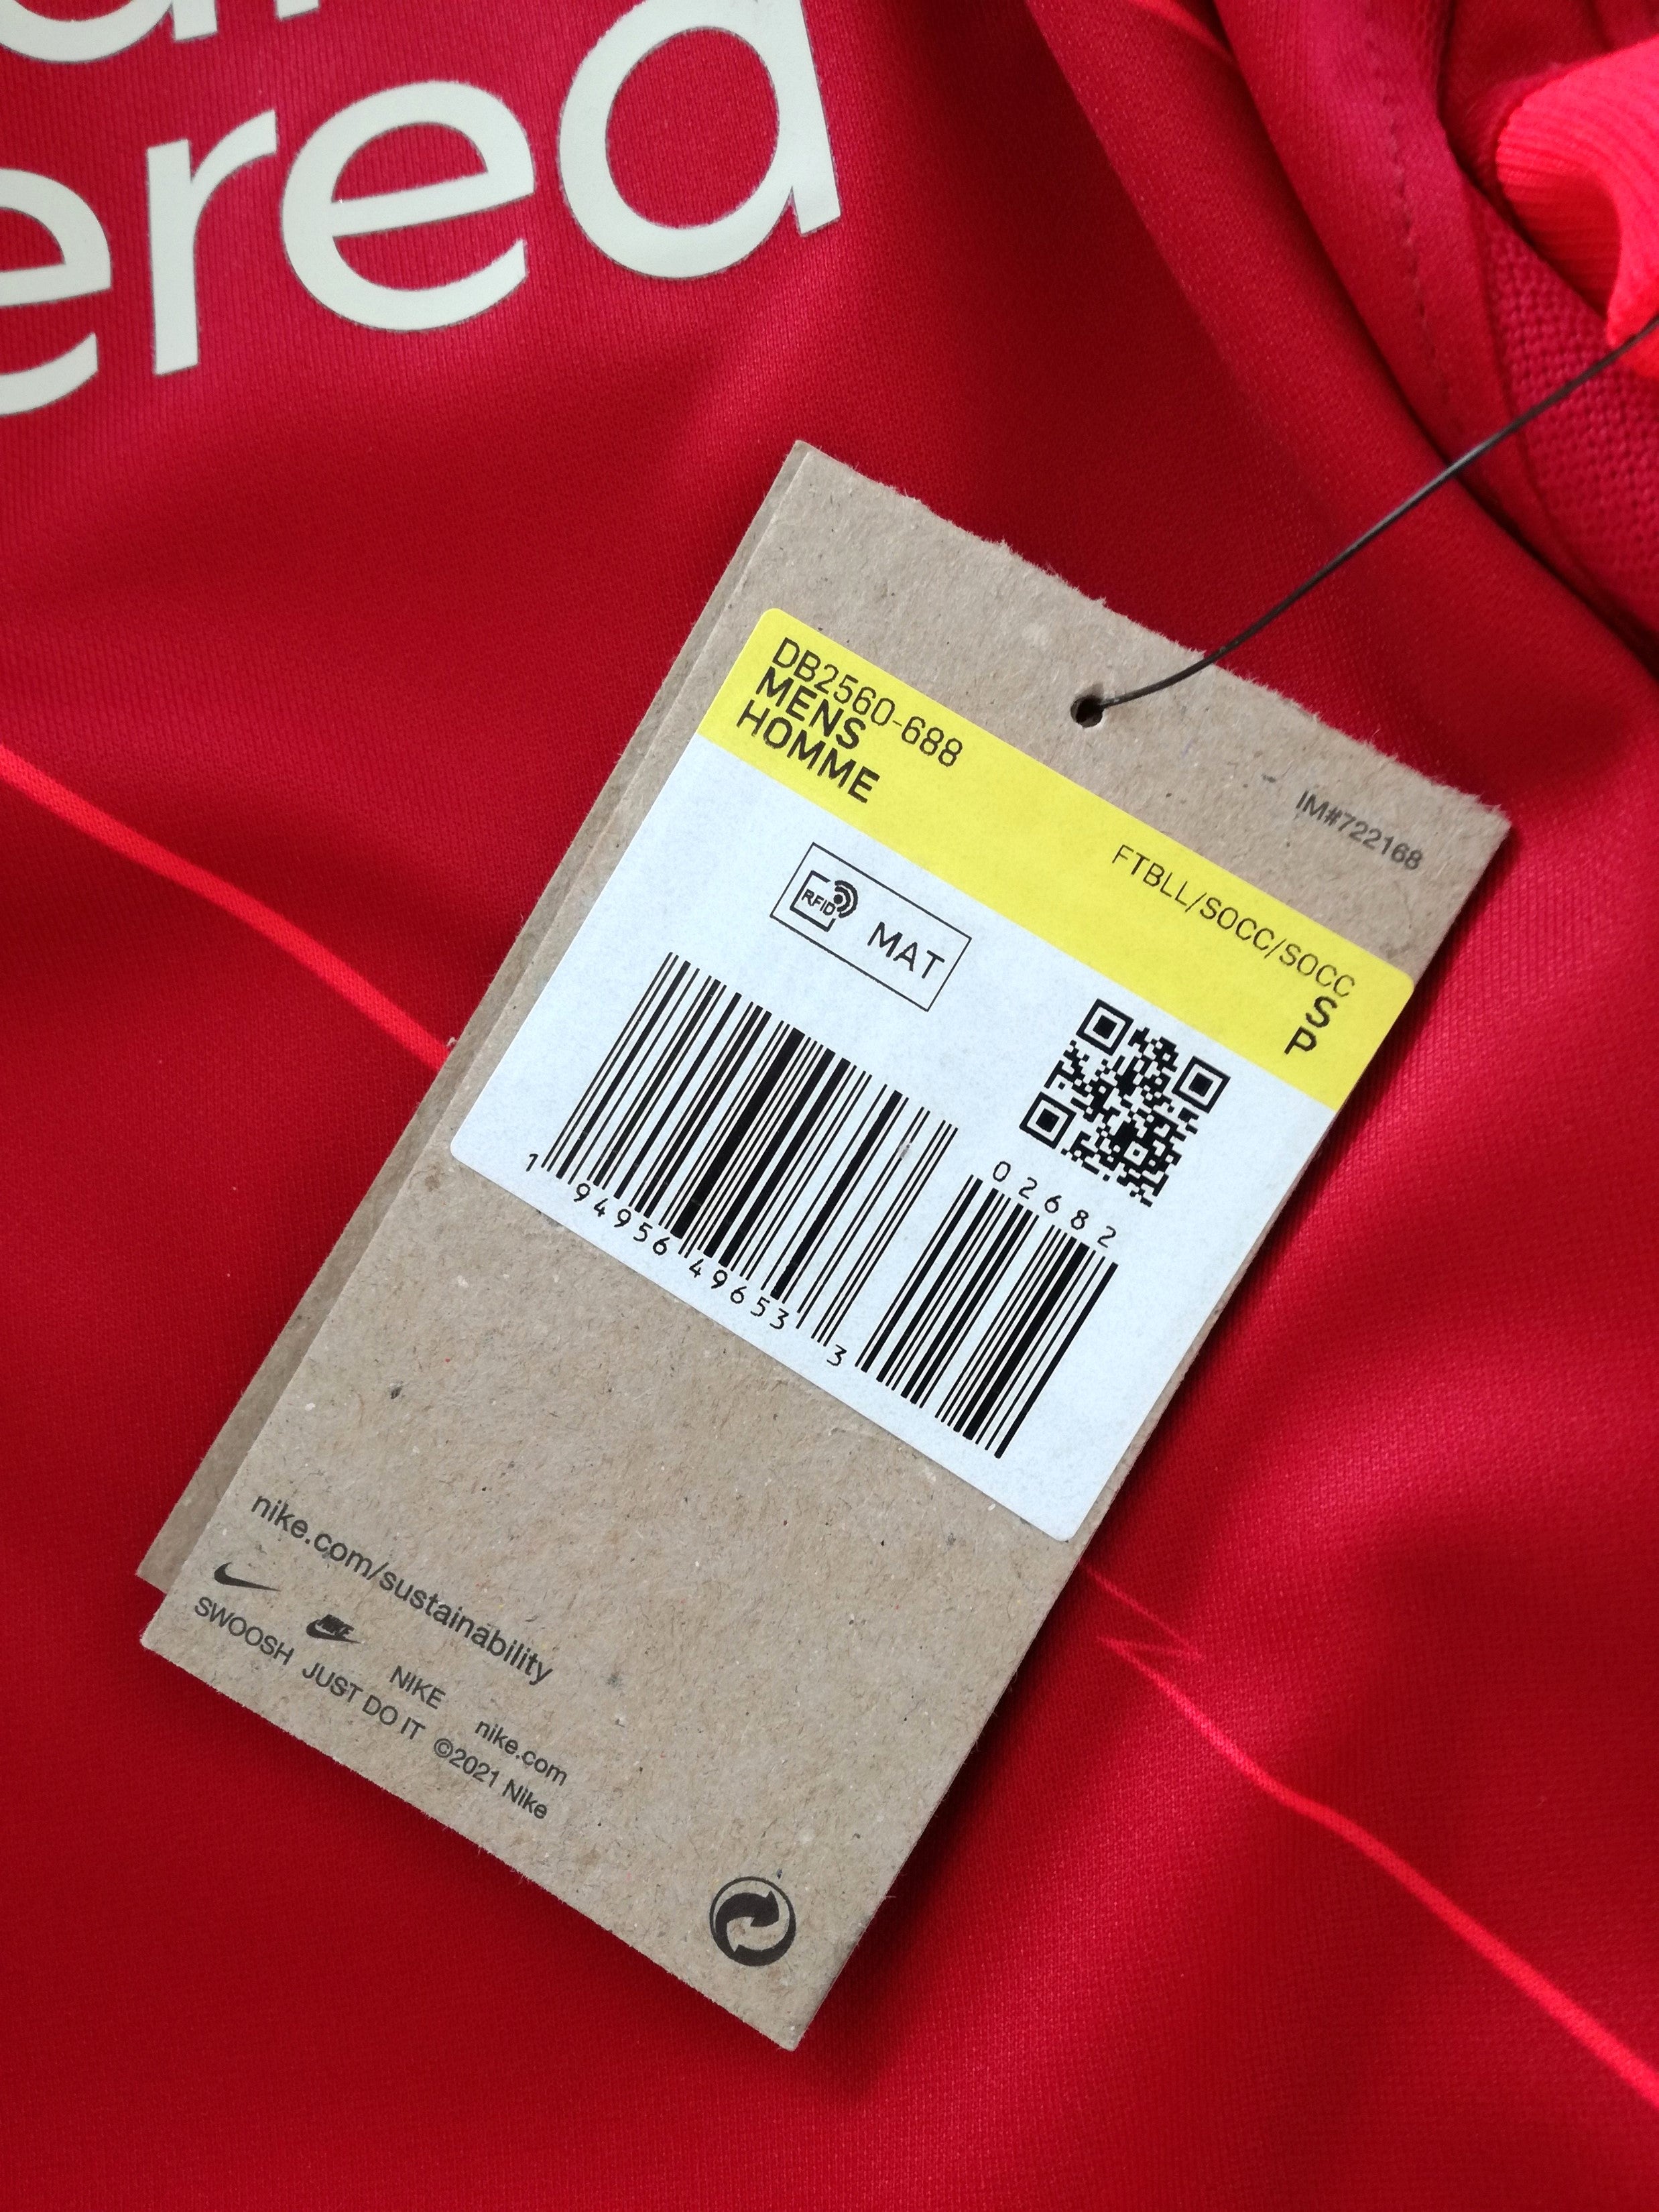 ered
DB2560-688
MENS
HOMME
IM#722168
FTBLL/SOCC/SOCC
S
P
RFID MAT
02682
1 94956 49653 3
nike.com/sustainability
NIKE nike.com
SWOOSH JUST DO IT ©2021 Nike